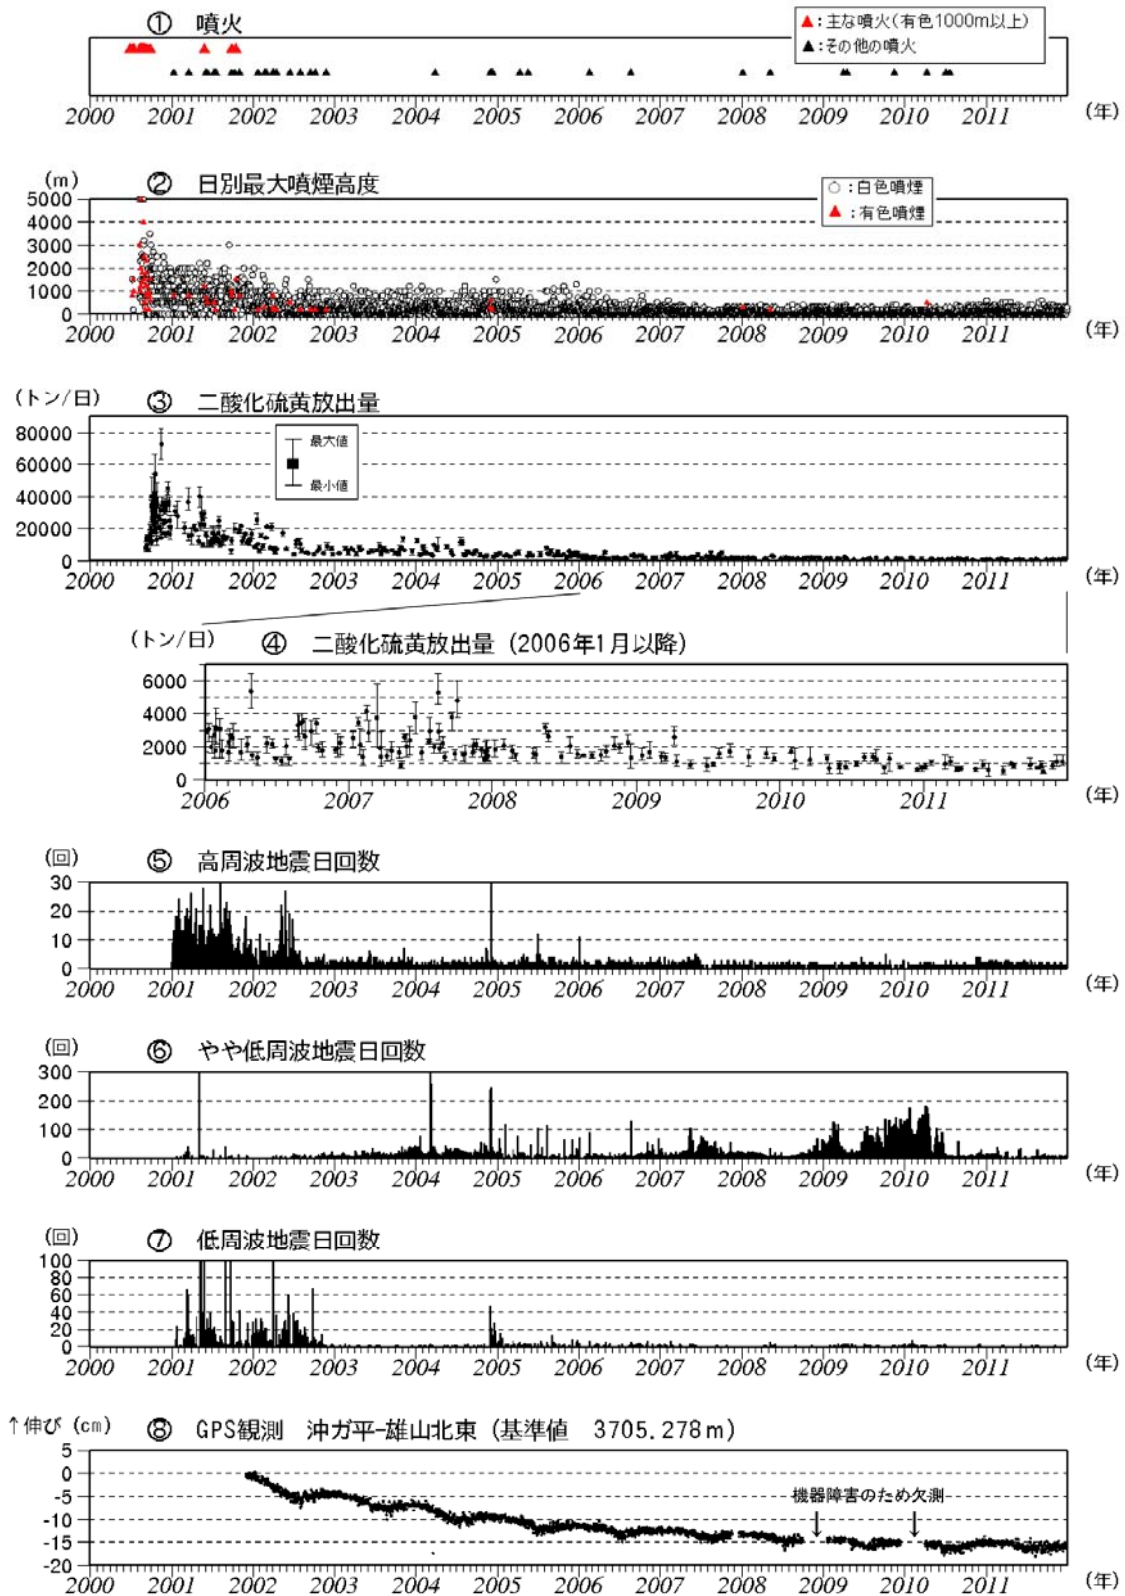 ① 噴火
▲:主な噴火(有色1000m以上)
▲:その他の噴火
2000 2001 2002 2003 2004 2005 2006 2007 2008 2009 2010 2011 (年)
(m) ② 日別最大噴煙高度
○:白色噴煙
▲:有色噴煙
5000
4000
3000
2000
1000
0
2000 2001 2002 2003 2004 2005 2006 2007 2008 2009 2010 2011 (年)
(トン/日) ③ 二酸化硫黄放出量
最大値
最小値
80000
60000
40000
20000
0
2000 2001 2002 2003 2004 2005 2006 2007 2008 2009 2010 2011 (年)
(トン/日) ④ 二酸化硫黄放出量 (2006年1月以降)
6000
4000
2000
0
2006 2007 2008 2009 2010 2011 (年)
(回) ⑤ 高周波地震日回数
30
20
10
0
2000 2001 2002 2003 2004 2005 2006 2007 2008 2009 2010 2011 (年)
(回) ⑥ やや低周波地震日回数
300
200
100
0
2000 2001 2002 2003 2004 2005 2006 2007 2008 2009 2010 2011 (年)
(回) ⑦ 低周波地震日回数
100
80
60
40
20
0
2000 2001 2002 2003 2004 2005 2006 2007 2008 2009 2010 2011 (年)
↑伸び (cm) ⑧ GPS観測 沖ガ平-雄山北東 (基準値 3705.278m)
5
0
-5
-10
-15
-20
機器障害のため欠測
2000 2001 2002 2003 2004 2005 2006 2007 2008 2009 2010 2011 (年)